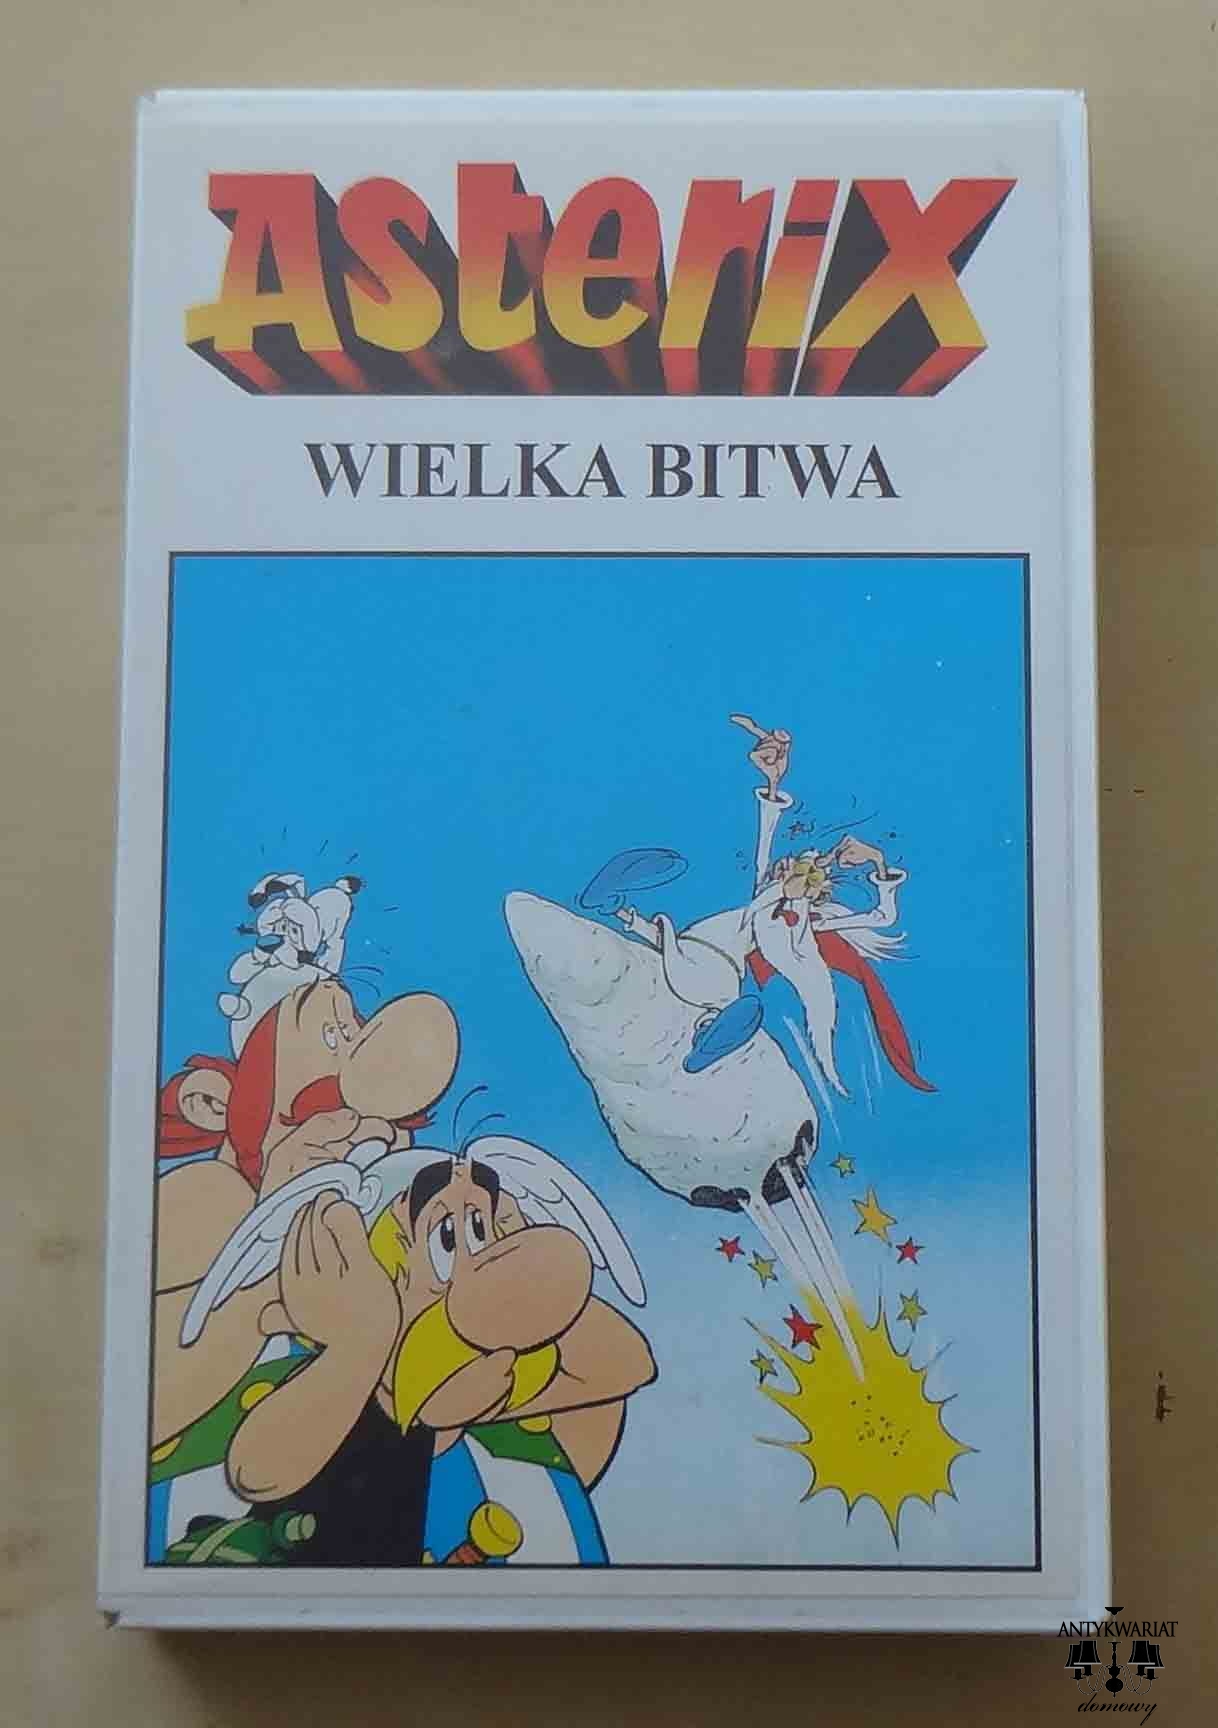 Asterix
WIELKA BITWA
ANTYKWARIAT
domowy